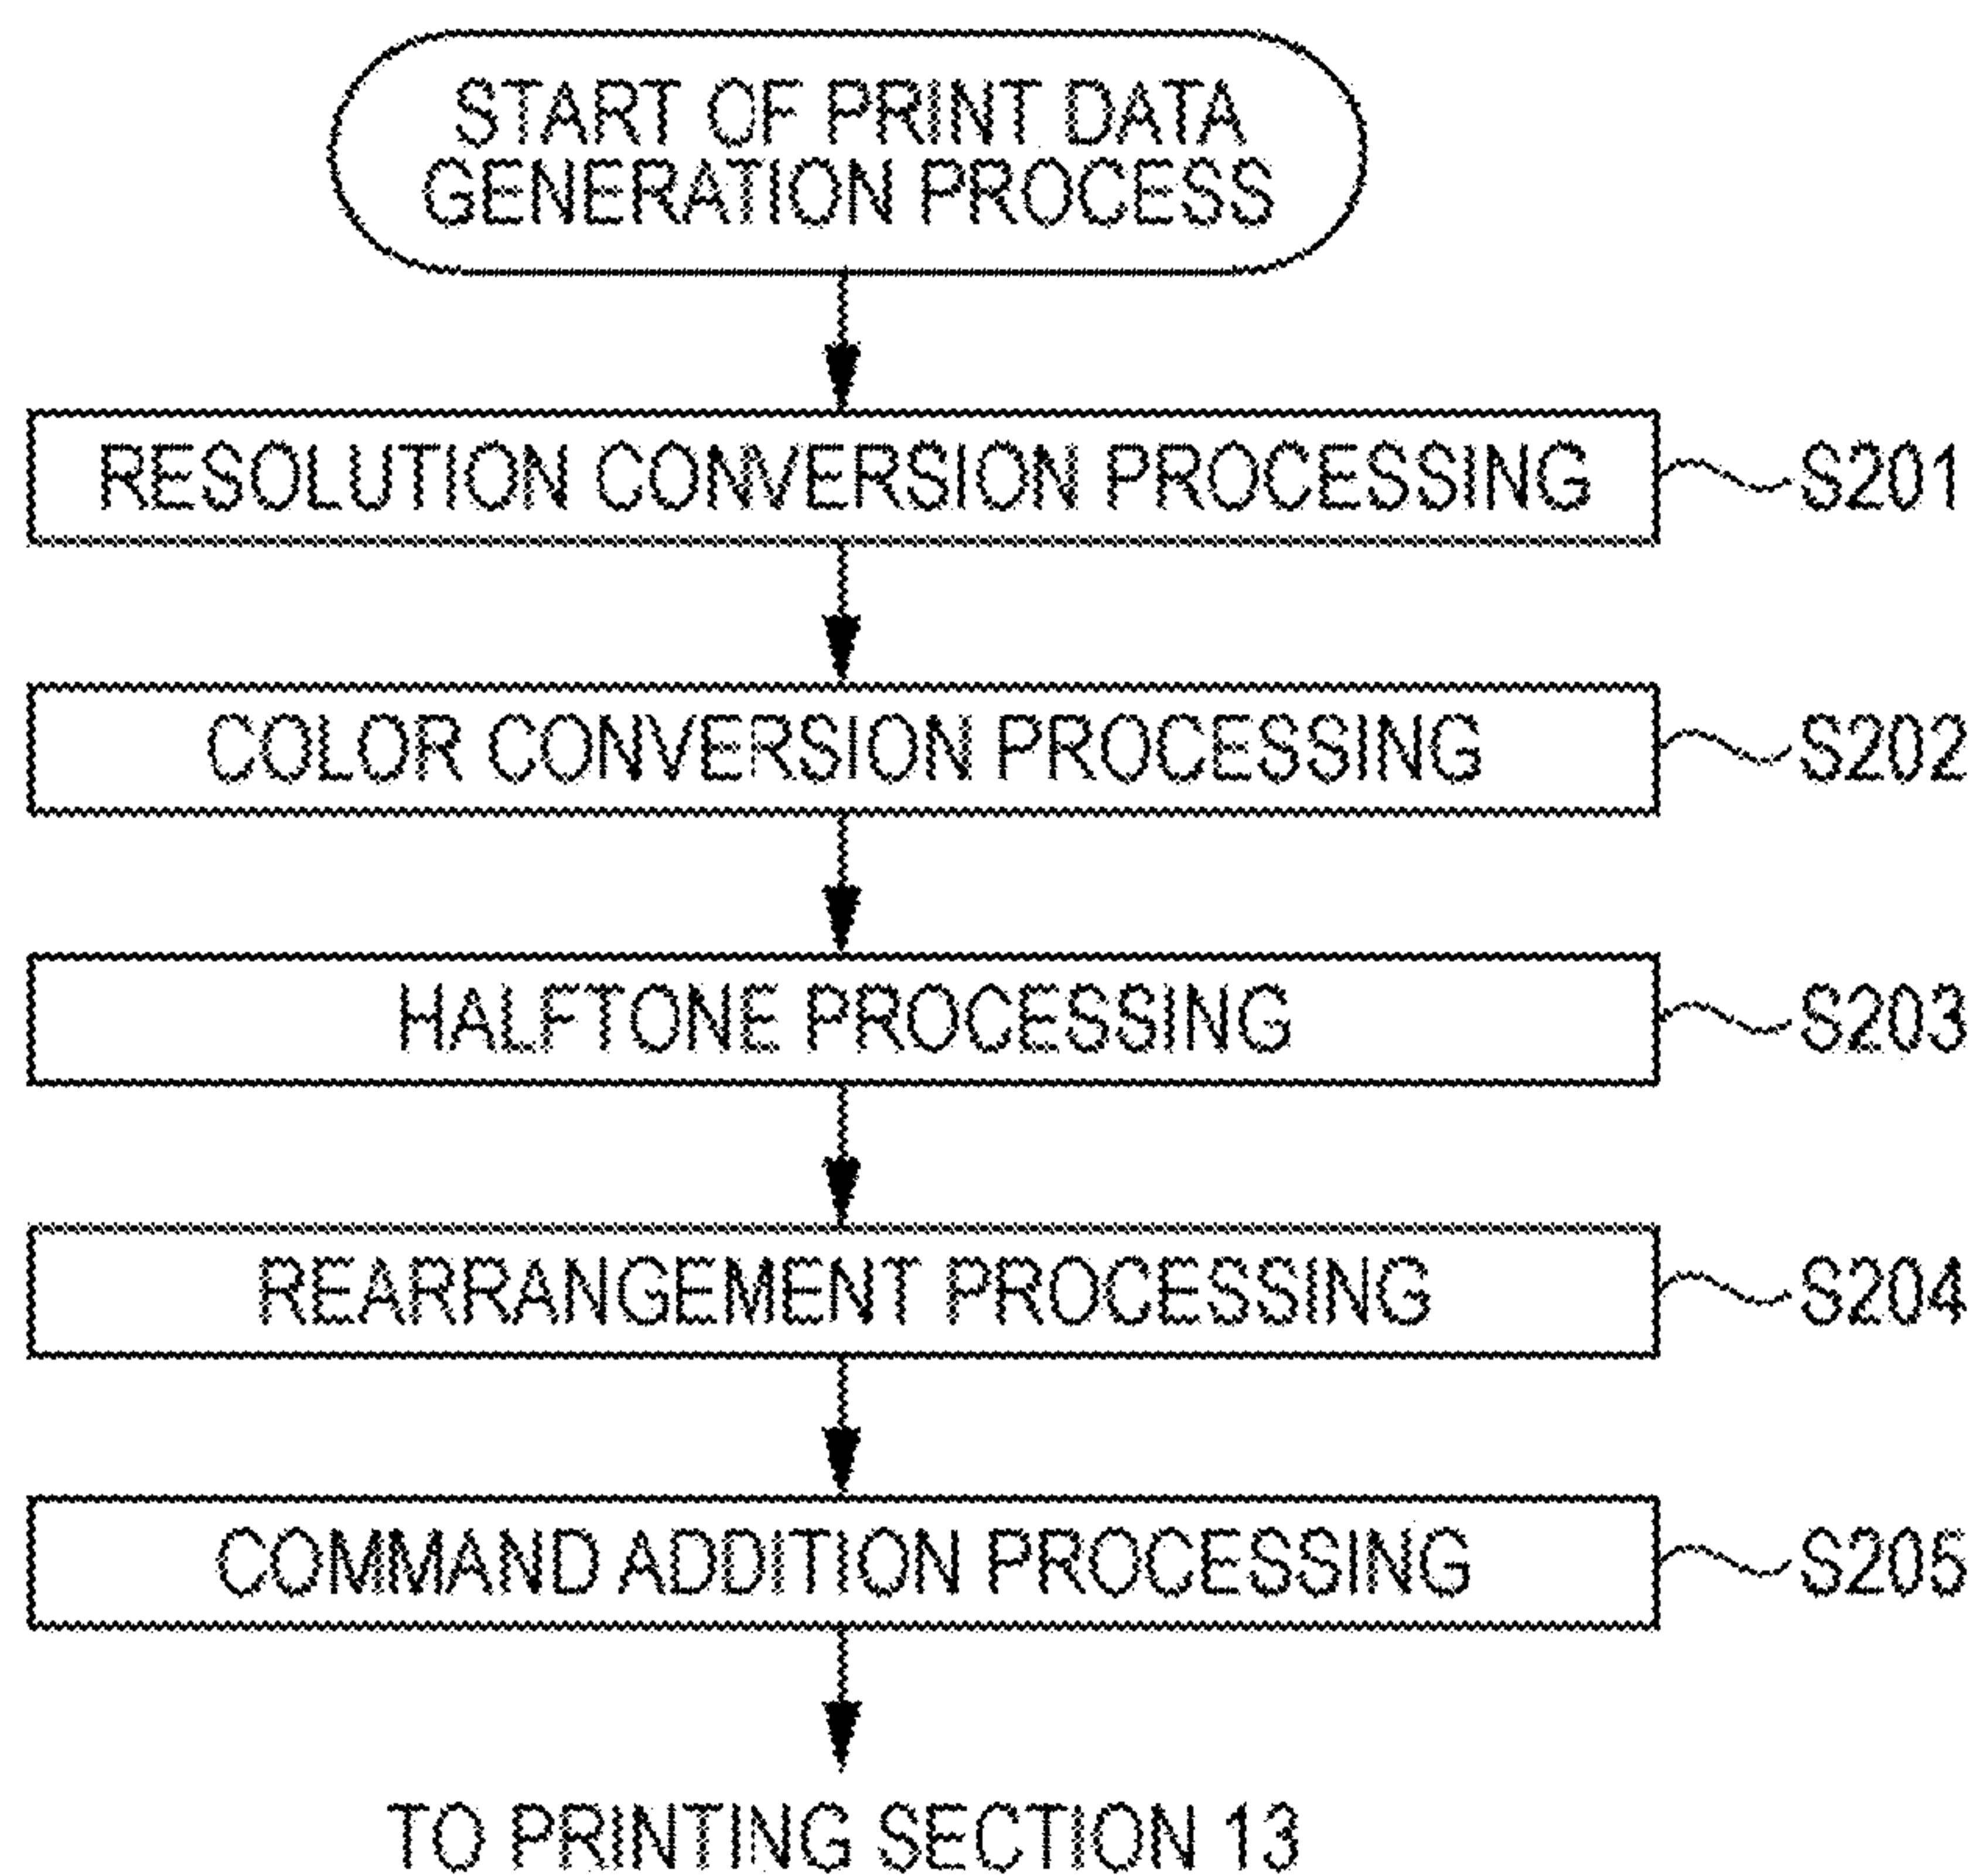 START OF PRINT DATA
GENERATION PROCESS
RESOLUTION CONVERSION PROCESSING S201
COLOR CONVERSION PROCESSING S202
HALFTONE PROCESSING S203
REARRANGEMENT PROCESSING S204
COMMAND ADDITION PROCESSING S205
TO PRINTING SECTION 13